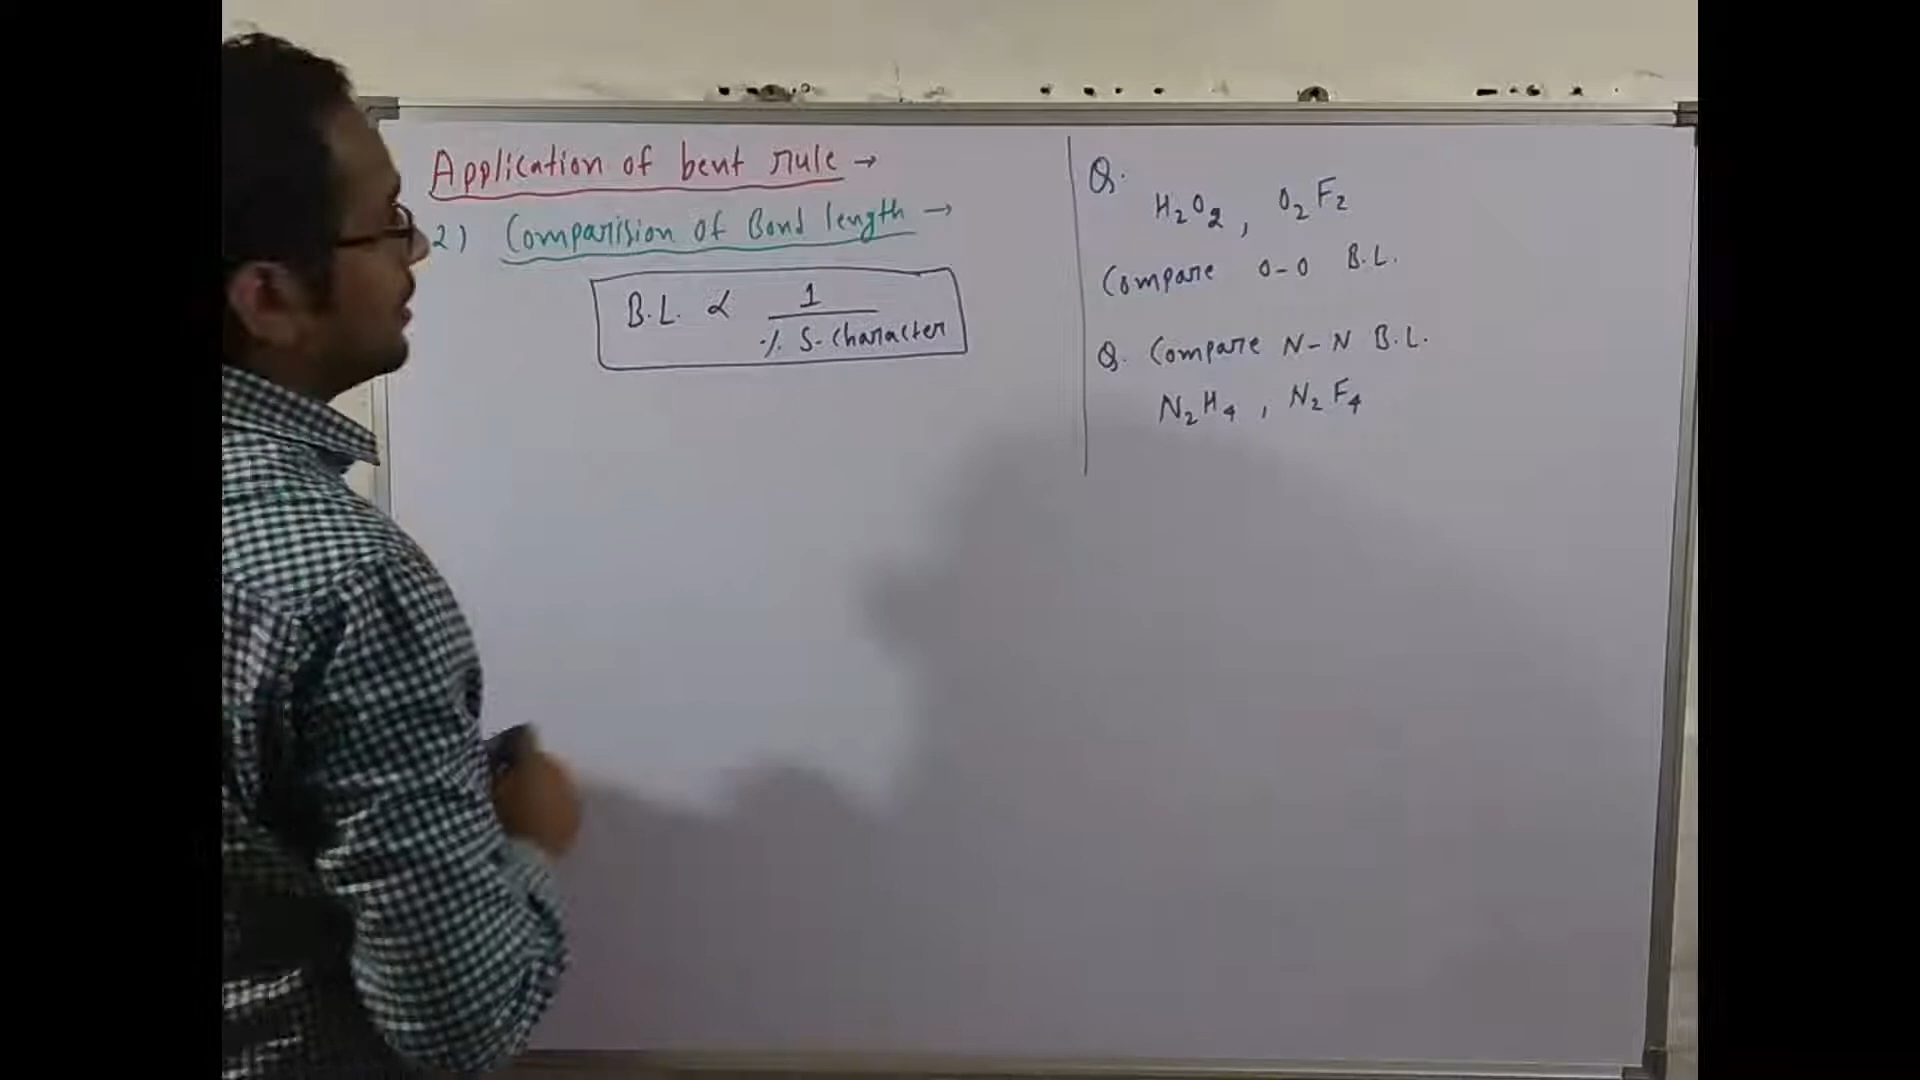 Application of bent rule →
2) Comparision of Bond length →
B.L. ∝ 1
% S-character
Q.
H₂O₂, O₂F₂
Compare O-O B.L.
Q. Compare N-N B.L.
N₂H₄, N₂F₄